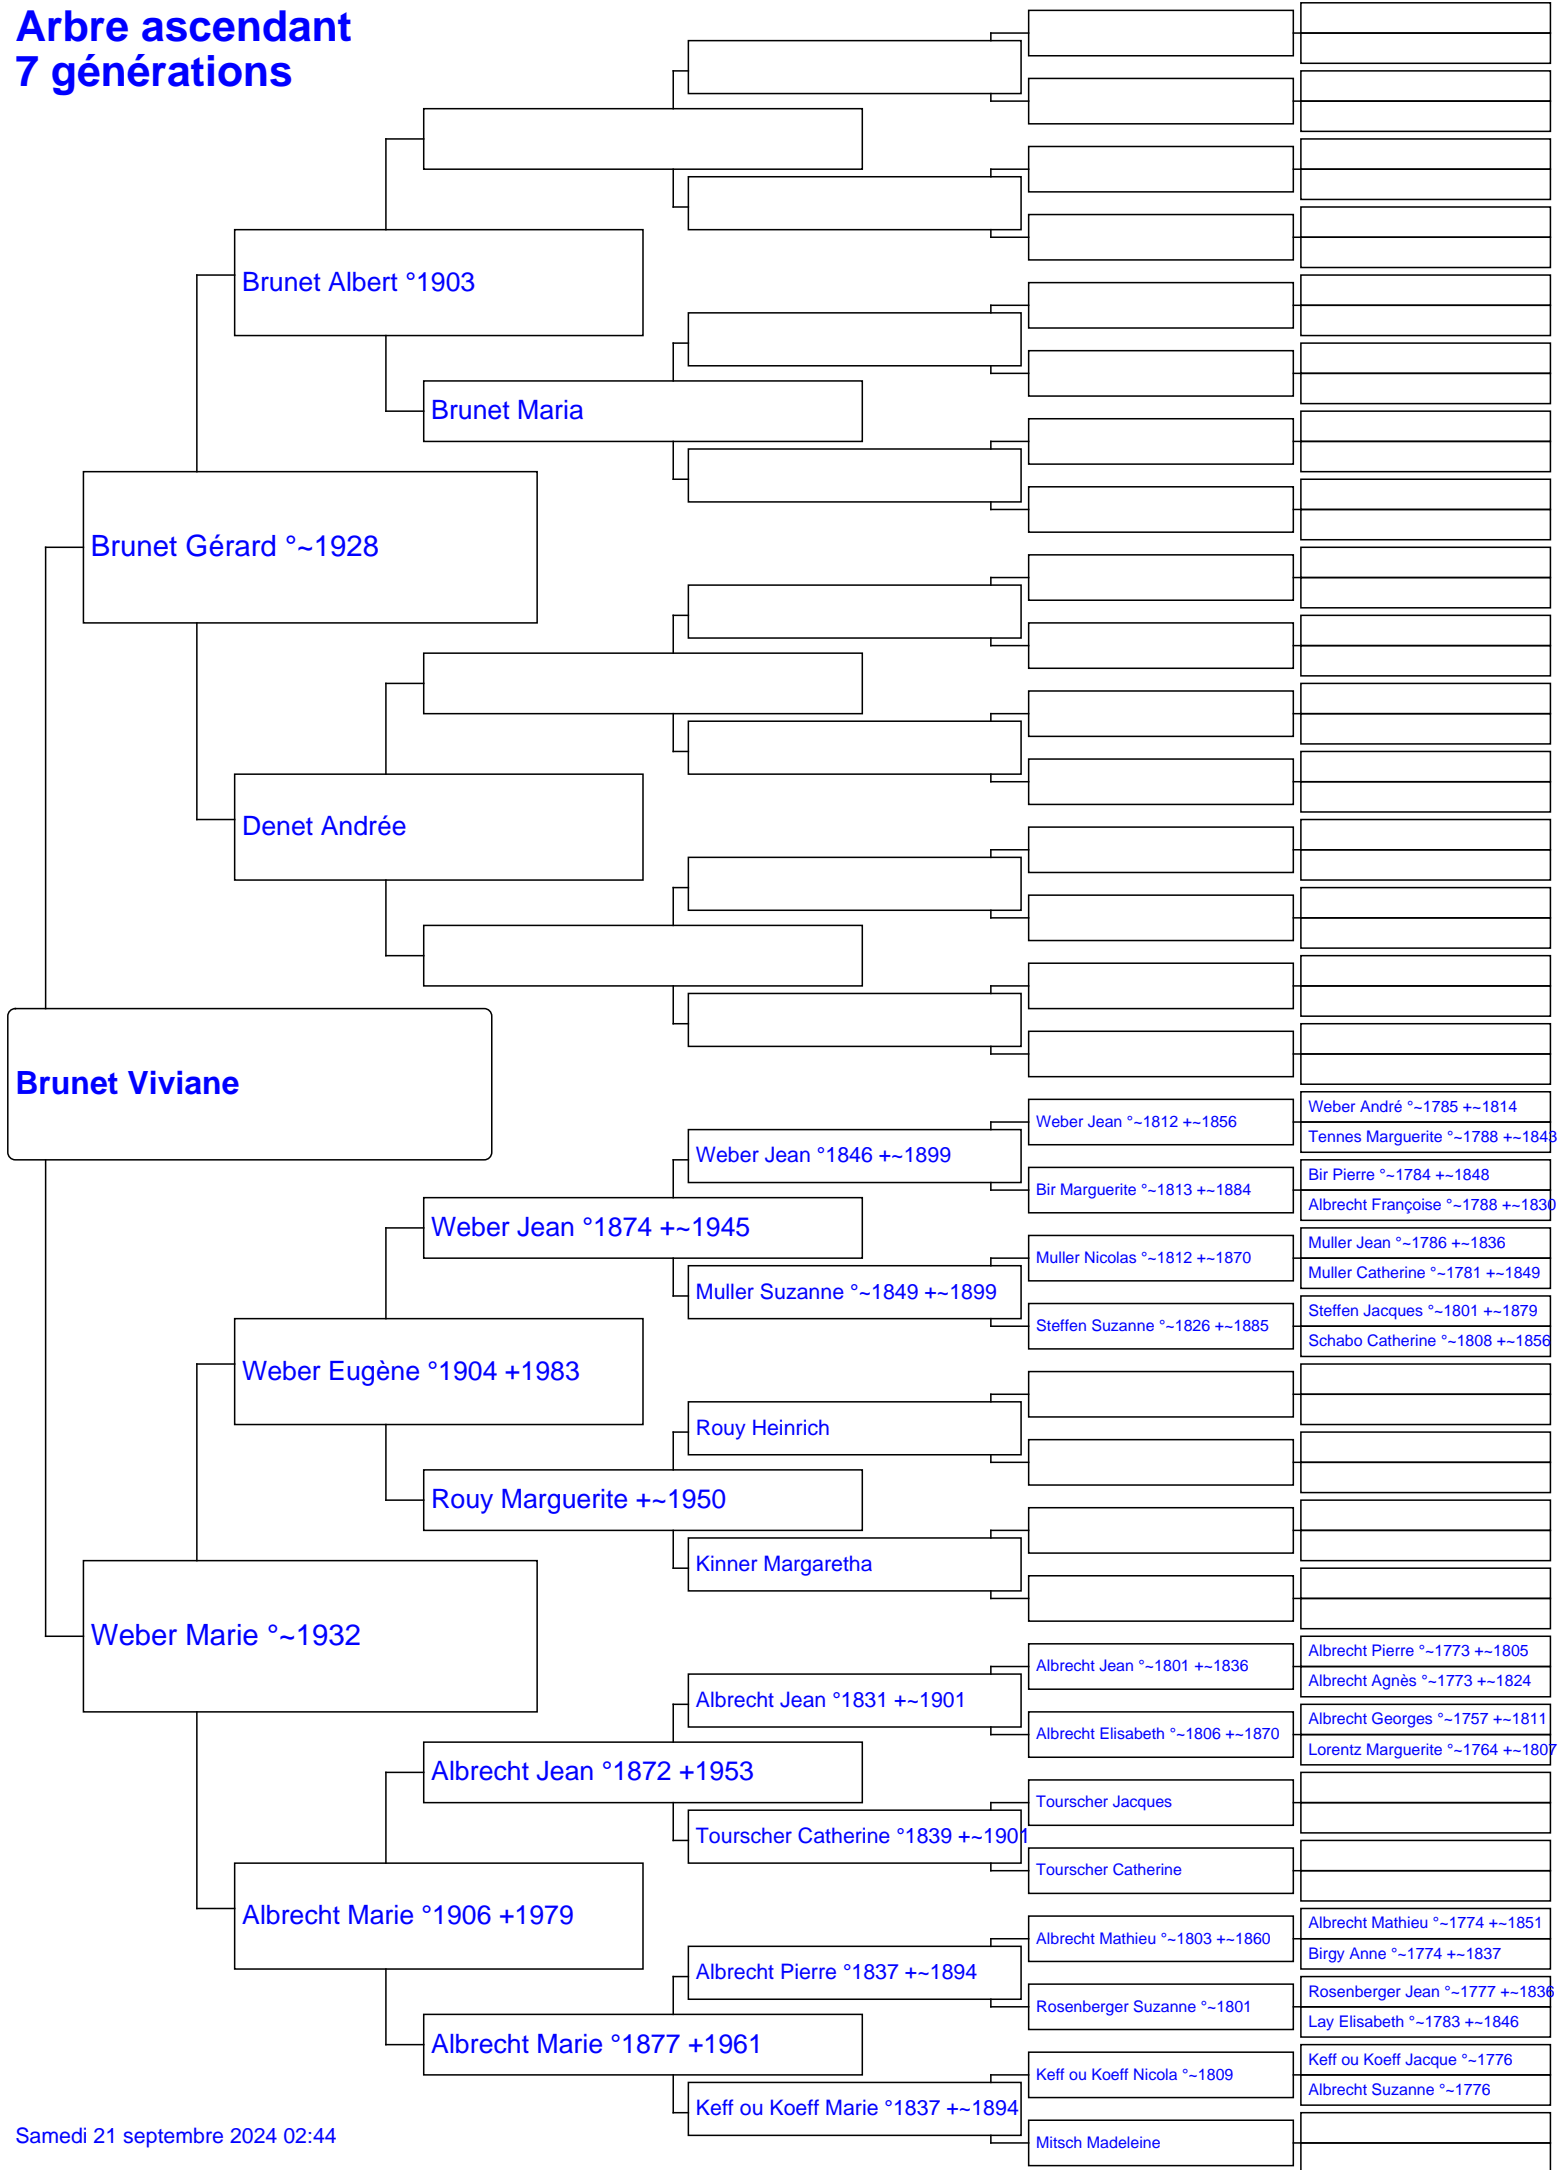 Arbre ascendant
7 générations
Brunet Albert °1903
Brunet Maria
Brunet Gérard °~1928
Denet Andrée
Brunet Viviane
Weber André °~1785 +~1814
Weber Jean °~1812 +~1856
Tennes Marguerite °~1788 +~1843
Weber Jean °1846 +~1899
Bir Pierre °~1784 +~1848
Bir Marguerite °~1813 +~1884
Albrecht Françoise °~1788 +~1830
Weber Jean °1874 +~1945
Muller Jean °~1786 +~1836
Muller Nicolas °~1812 +~1870
Muller Catherine °~1781 +~1849
Muller Suzanne °~1849 +~1899
Steffen Jacques °~1801 +~1879
Steffen Suzanne °~1826 +~1885
Schabo Catherine °~1808 +~1856
Weber Eugène °1904 +1983
Rouy Heinrich
Rouy Marguerite +~1950
Kinner Margaretha
Weber Marie °~1932
Albrecht Pierre °~1773 +~1805
Albrecht Jean °~1801 +~1836
Albrecht Agnès °~1773 +~1824
Albrecht Jean °1831 +~1901
Albrecht Georges °~1757 +~1811
Albrecht Elisabeth °~1806 +~1870
Lorentz Marguerite °~1764 +~1807
Albrecht Jean °1872 +1953
Tourscher Jacques
Tourscher Catherine °1839 +~1901
Tourscher Catherine
Albrecht Marie °1906 +1979
Albrecht Mathieu °~1774 +~1851
Albrecht Mathieu °~1803 +~1860
Birgy Anne °~1774 +~1837
Albrecht Pierre °1837 +~1894
Rosenberger Jean °~1777 +~1836
Rosenberger Suzanne °~1801
Lay Elisabeth °~1783 +~1846
Albrecht Marie °1877 +1961
Keff ou Koeff Jacque °~1776
Keff ou Koeff Nicola °~1809
Albrecht Suzanne °~1776
Keff ou Koeff Marie °1837 +~1894
Mitsch Madeleine
Samedi 21 septembre 2024 02:44